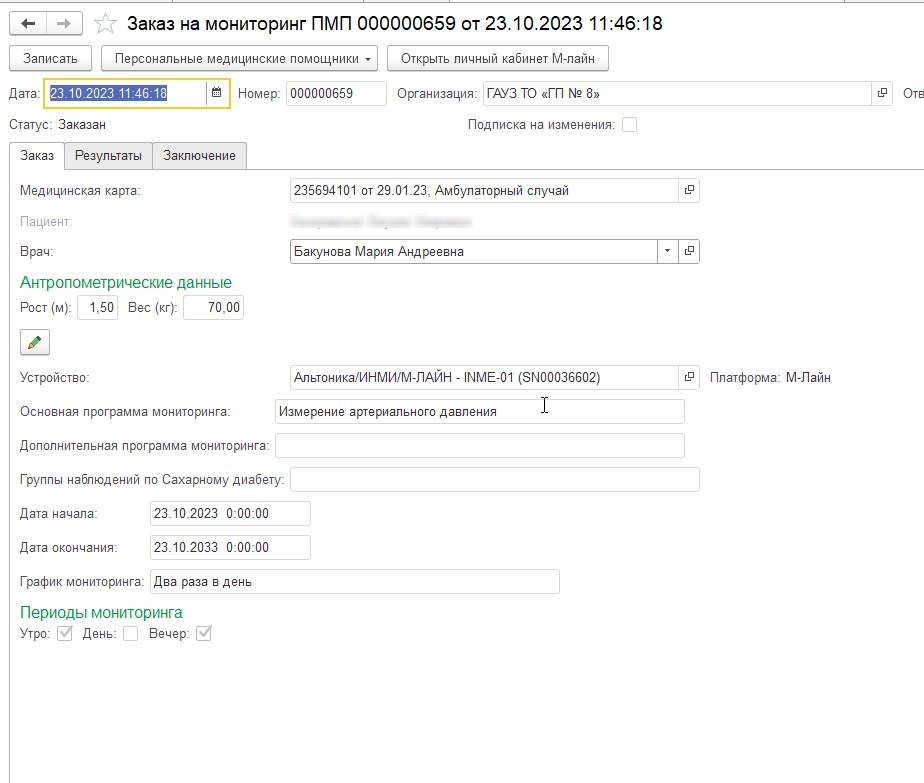 Заказ на мониторинг ПМП 000000659 от 23.10.2023 11:46:18
Записать Персональные медицинские помощники Открыть личный кабинет М-лайн
Дата: 23.10.2023 11:46:18 Номер: 000000659 Организация: ГАУЗ ТО «ГП № 8» Отв
Статус: Заказан Подписка на изменения:
Заказ Результаты Заключение
Медицинская карта: 235694101 от 29.01.23, Амбулаторный случай
Пациент:
Врач: Бакунова Мария Андреевна
Антропометрические данные
Рост (м): 1,50 Вес (кг): 70,00
Устройство: Альтоника/ИНМИ/М-ЛАЙН - INME-01 (SN00036602) Платформа: М-Лайн
Основная программа мониторинга: Измерение артериального давления
Дополнительная программа мониторинга:
Группы наблюдений по Сахарному диабету:
Дата начала: 23.10.2023 0:00:00
Дата окончания: 23.10.2033 0:00:00
График мониторинга: Два раза в день
Периоды мониторинга
Утро: День: Вечер: